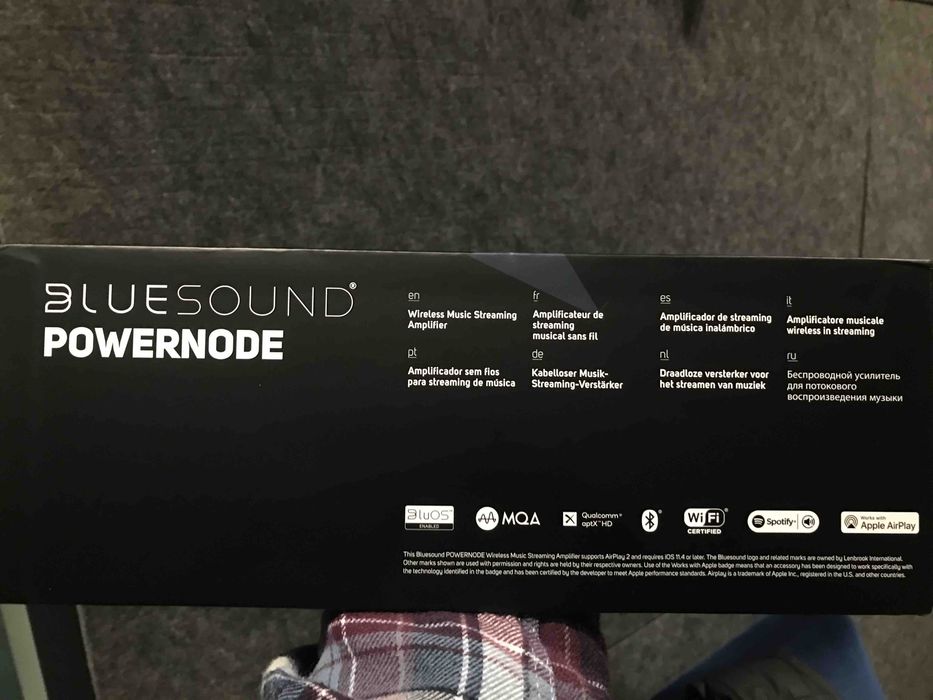 BLUESOUND®
POWERNODE
en
Wireless Music Streaming
Amplifier
fr
Amplificateur de
streaming
musical sans fil
es
Amplificador de streaming
de música inalámbrico
it
Amplificatore musicale
wireless in streaming
pt
Amplificador sem fios
para streaming de música
de
Kabelloser Musik-
Streaming-Verstärker
nl
Draadloze versterker voor
het streamen van muziek
ru
Беспроводной усилитель
для потокового
воспроизведения музыки
BluOS™
ENABLED
MQA
Qualcomm®
aptX™ HD
WiFi®
CERTIFIED
Spotify®
Works with
Apple AirPlay
This Bluesound POWERNODE Wireless Music Streaming Amplifier supports AirPlay 2 and requires iOS 11.4 or later. The Bluesound logo and related marks are owned by Lenbrook International.
Other marks shown are used with permission and rights are held by their respective owners. Use of the Works with Apple badge means that an accessory has been designed to work specifically with
the technology identified in the badge and has been certified by the developer to meet Apple performance standards. Airplay is a trademark of Apple Inc., registered in the U.S. and other countries.